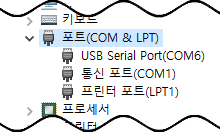 키보드
포트(COM & LPT)
USB Serial Port(COM6)
통신 포트(COM1)
프린터 포트(LPT1)
프로세서